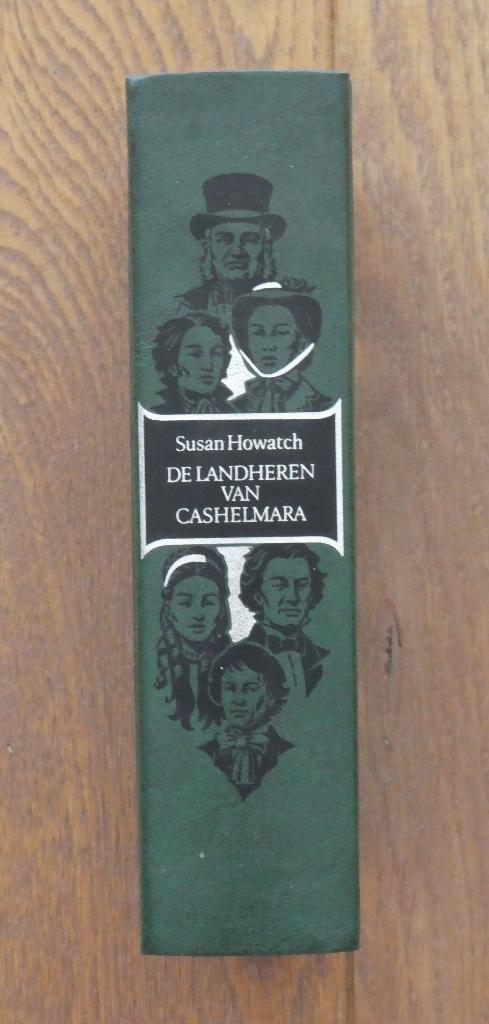 Susan Howatch
DE LANDHEREN
VAN
CASHELMARA